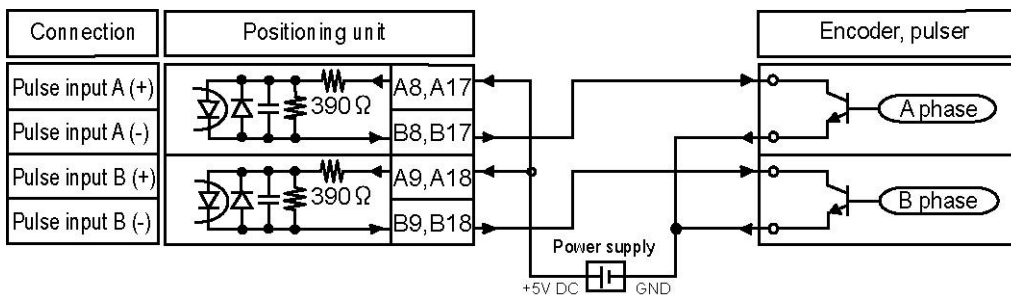 Connection Positioning unit Encoder, pulser
Pulse input A (+) A8,A17
390 Ω
A phase
Pulse input A (-) B8,B17
Pulse input B (+) A9,A18
390 Ω
B phase
Pulse input B (-) B9,B18
Power supply
+5V DC GND